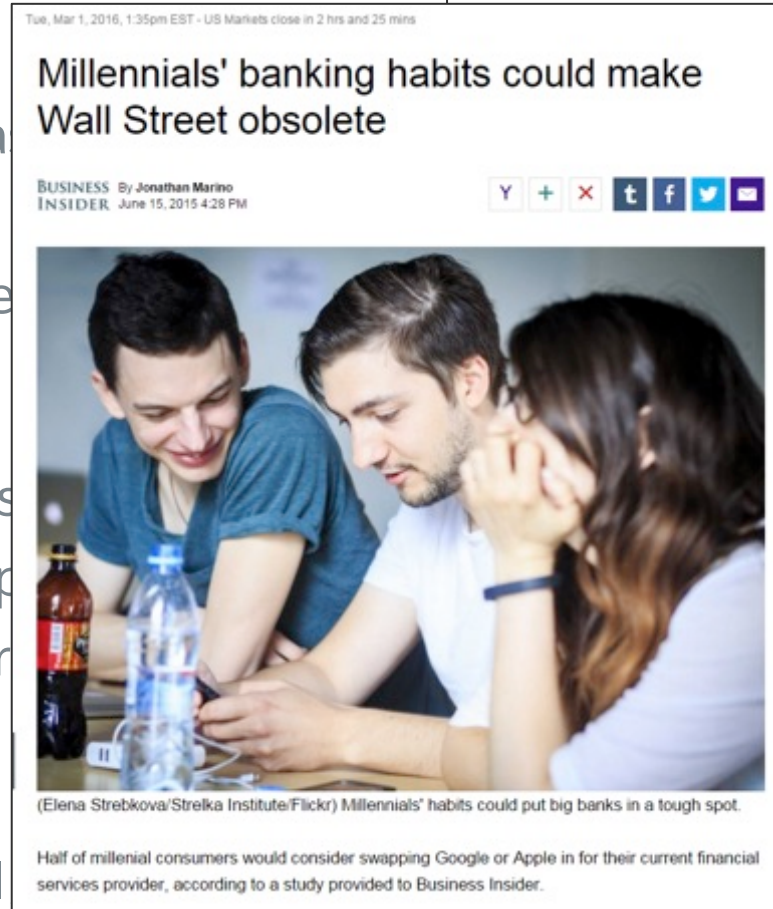 Tue, Mar 1, 2016, 1:35pm EST - US Markets close in 2 hrs and 25 mins
Millennials' banking habits could make
Wall Street obsolete
BUSINESS By Jonathan Marino
INSIDER June 15, 2015 4:28 PM
(Elena Strebkova/Strelka Institute/Flickr) Millennials' habits could put big banks in a tough spot.
Half of millenial consumers would consider swapping Google or Apple in for their current financial
services provider, according to a study provided to Business Insider.